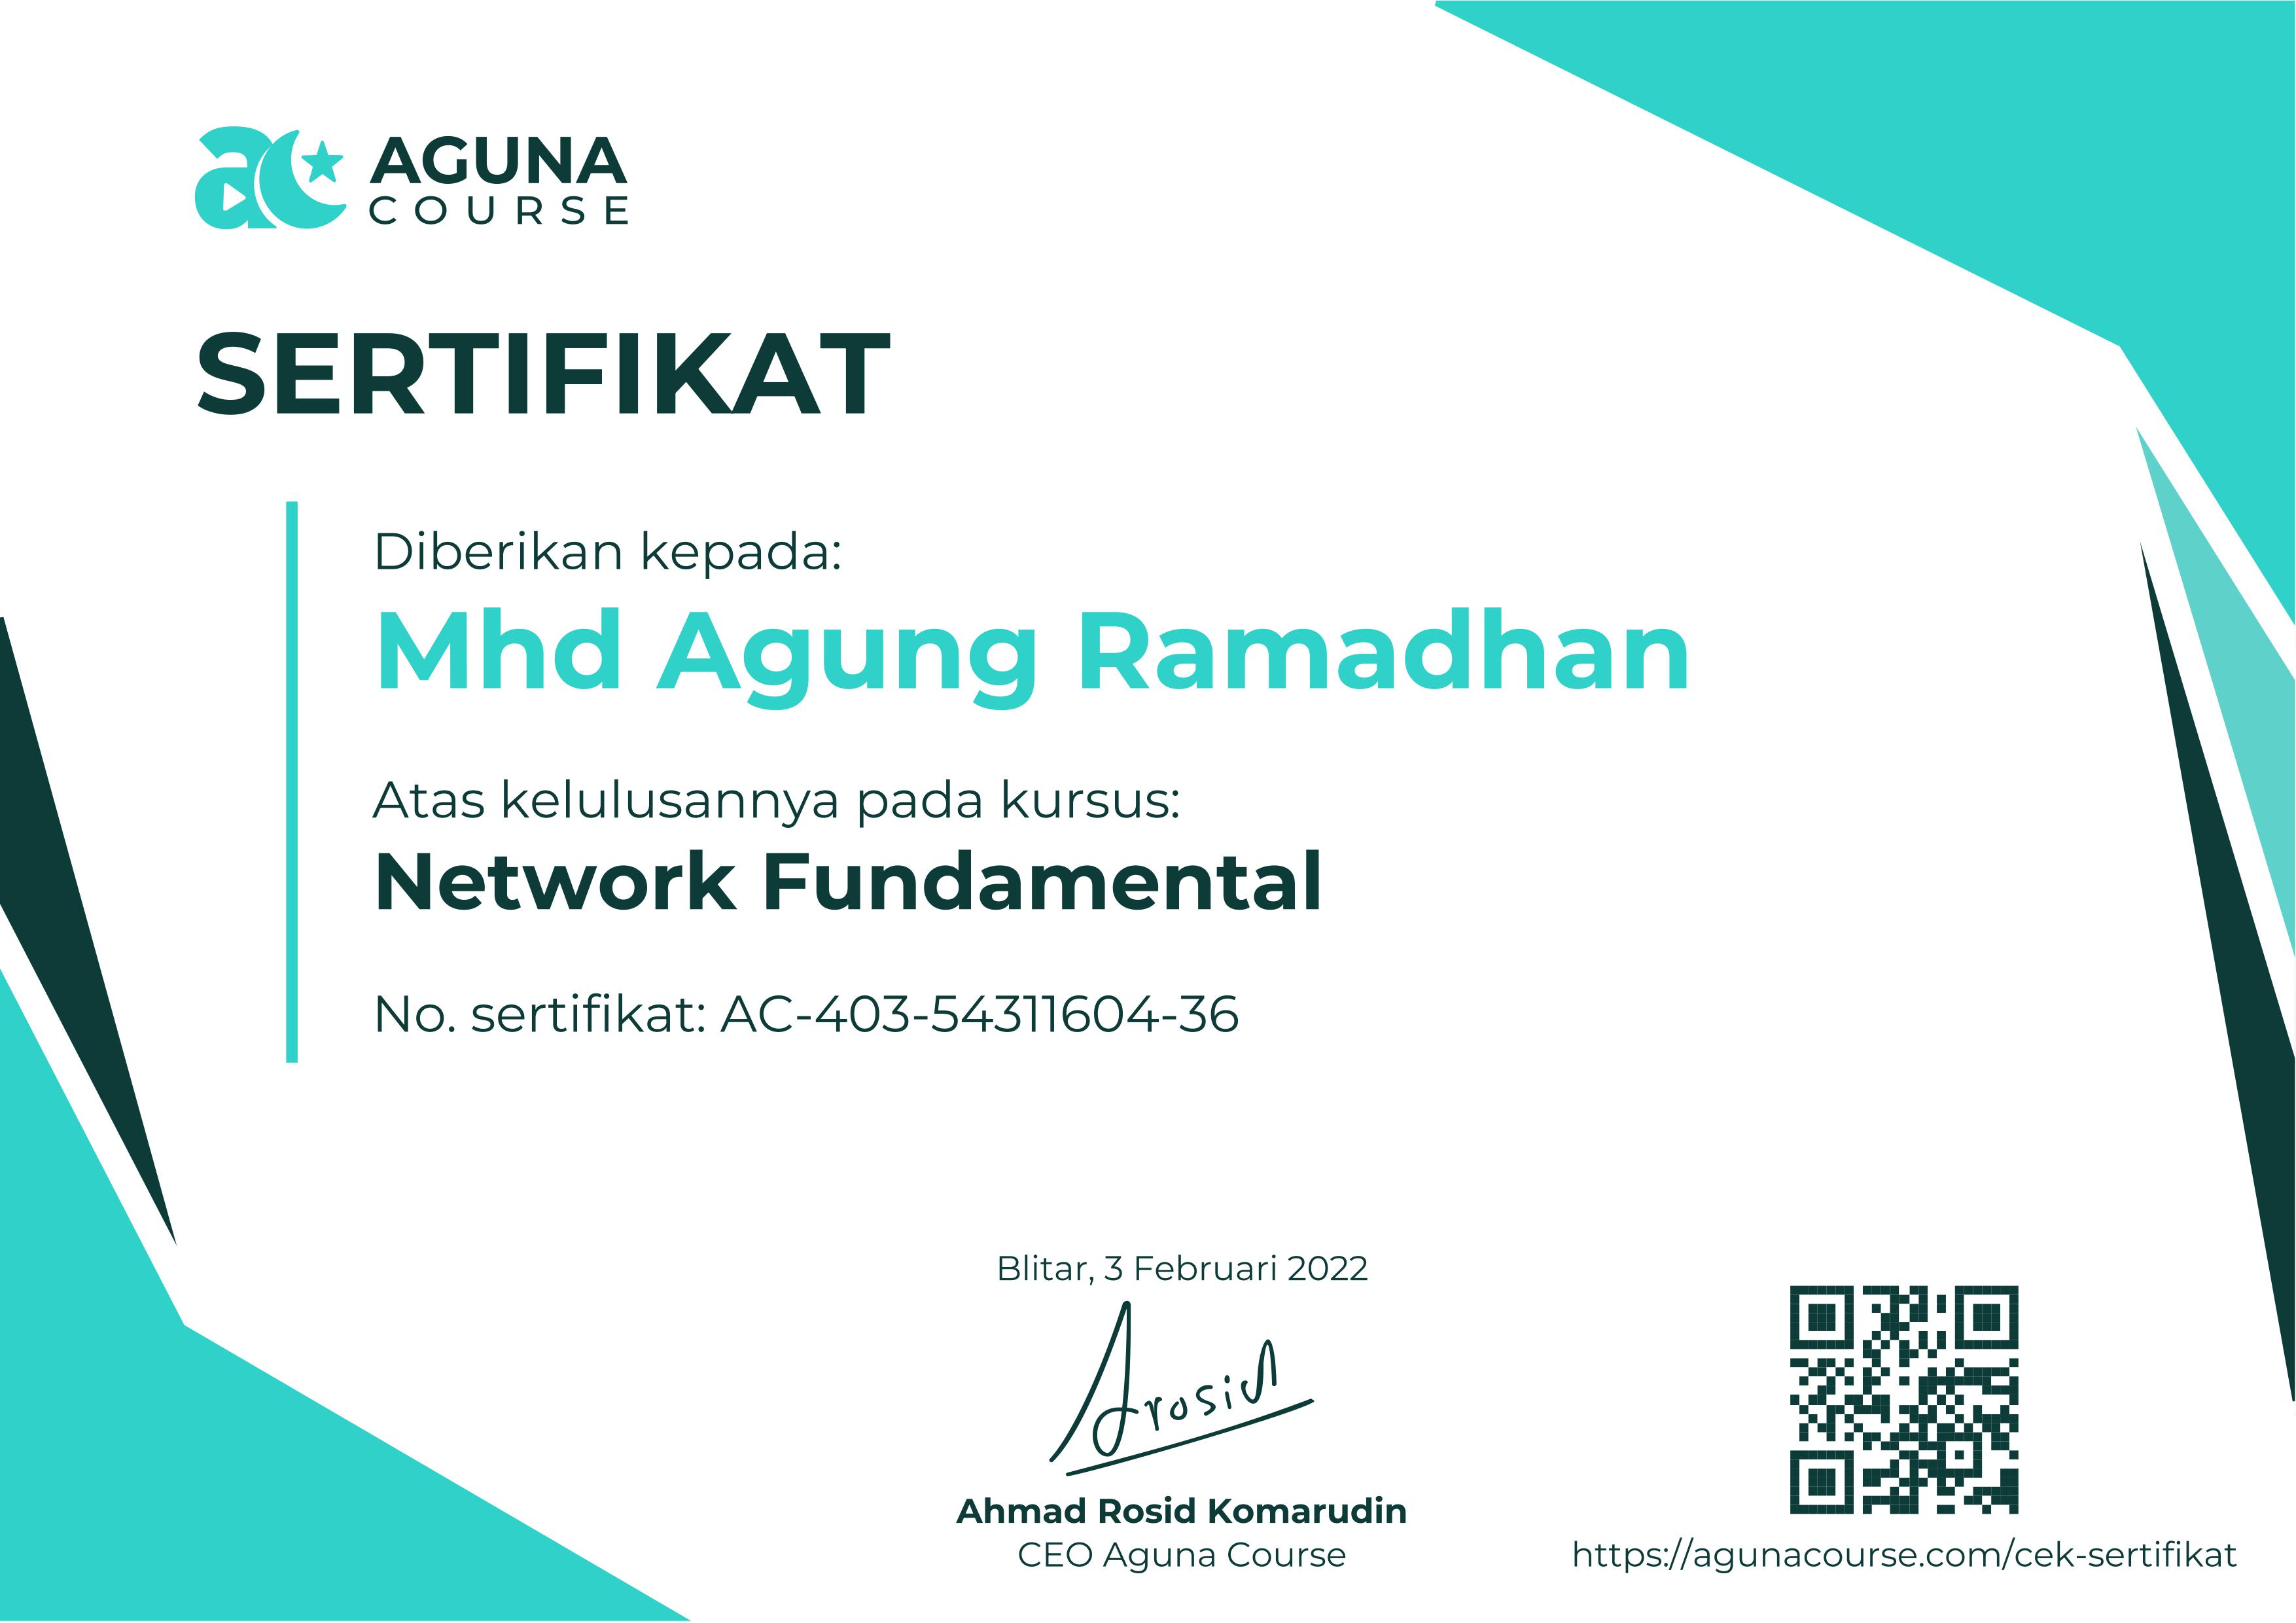 AGUNA
COURSE
SERTIFIKAT
Diberikan kepada:
Mhd Agung Ramadhan
Atas kelulusannya pada kursus:
Network Fundamental
No. sertifikat: AC-403-54311604-36
Blitar, 3 Februari 2022
Arosid
Ahmad Rosid Komarudin
CEO Aguna Course
https://agunacourse.com/cek-sertifikat